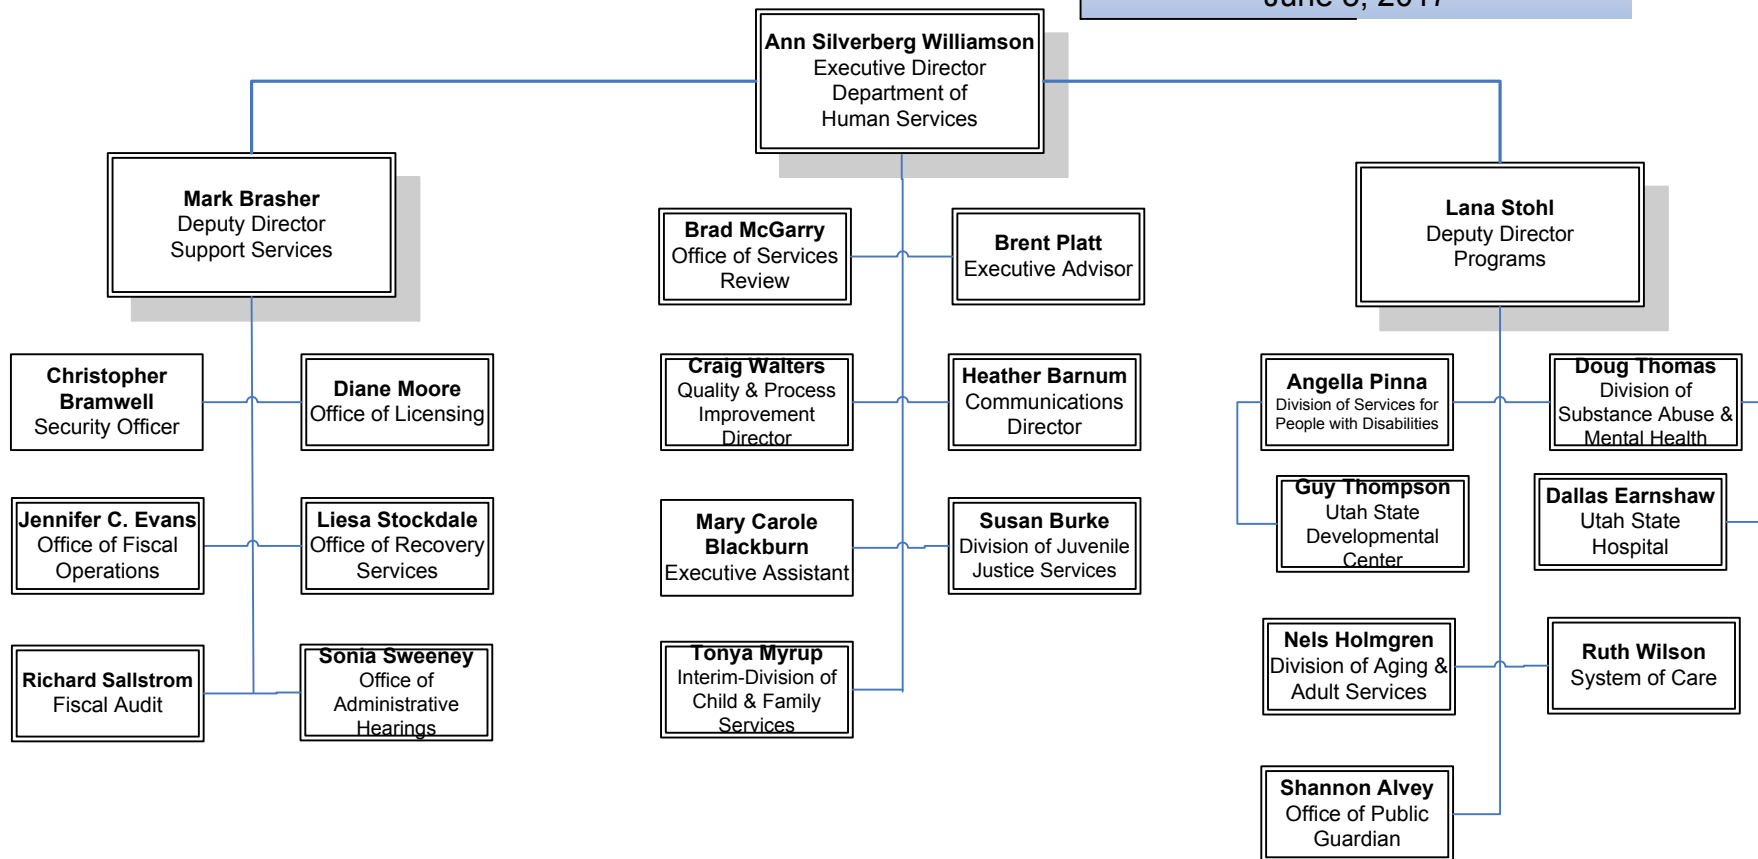 June 8, 2017
Ann Silverberg Williamson
Executive Director
Department of
Human Services
Mark Brasher
Deputy Director
Support Services
Lana Stohl
Deputy Director
Programs
Brad McGarry
Office of Services
Review
Brent Platt
Executive Advisor
Christopher
Bramwell
Security Officer
Diane Moore
Office of Licensing
Craig Walters
Quality & Process
Improvement
Director
Heather Barnum
Communications
Director
Angella Pinna
Division of Services for
People with Disabilities
Doug Thomas
Division of
Substance Abuse &
Mental Health
Guy Thompson
Utah State
Developmental
Center
Dallas Earnshaw
Utah State
Hospital
Jennifer C. Evans
Office of Fiscal
Operations
Liesa Stockdale
Office of Recovery
Services
Mary Carole
Blackburn
Executive Assistant
Susan Burke
Division of Juvenile
Justice Services
Richard Sallstrom
Fiscal Audit
Sonia Sweeney
Office of
Administrative
Hearings
Tonya Myrup
Interim-Division of
Child & Family
Services
Nels Holmgren
Division of Aging &
Adult Services
Ruth Wilson
System of Care
Shannon Alvey
Office of Public
Guardian